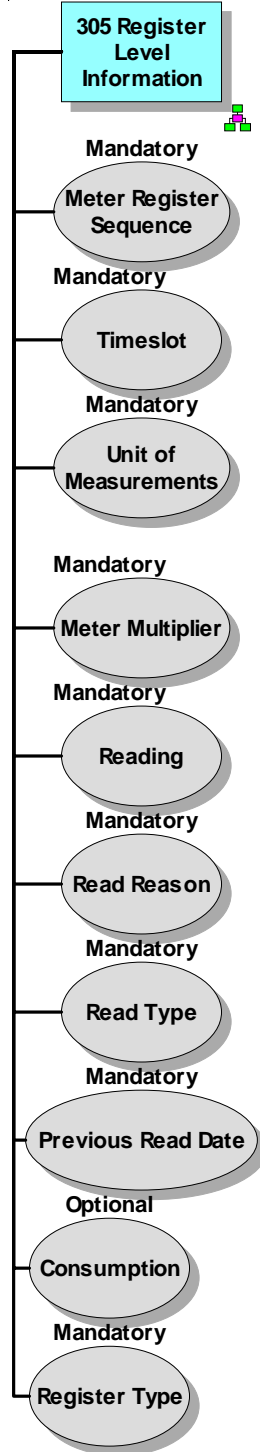 305 Register
Level
Information
Mandatory
Meter Register
Sequence
Mandatory
Timeslot
Mandatory
Unit of
Measurements
Mandatory
Meter Multiplier
Mandatory
Reading
Mandatory
Read Reason
Mandatory
Read Type
Mandatory
Previous Read Date
Optional
Consumption
Mandatory
Register Type